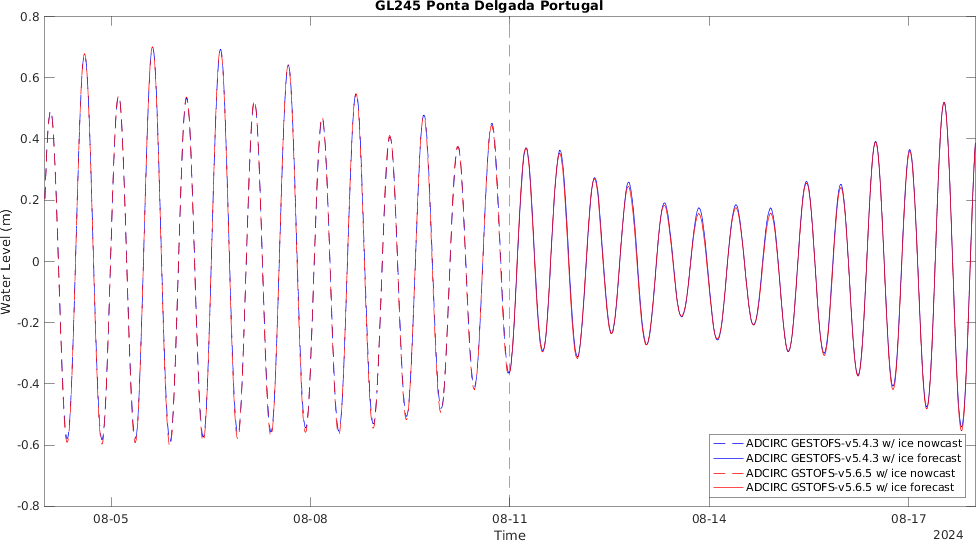 GL245 Ponta Delgada Portugal
0.8
0.6
0.4
0.2
0
-0.2
-0.4
-0.6
-0.8
Water Level (m)
08-05
08-08
08-11
08-14
08-17
Time
2024
ADCIRC GESTOFS-v5.4.3 w/ ice nowcast
ADCIRC GESTOFS-v5.4.3 w/ ice forecast
ADCIRC GSTOFS-v5.6.5 w/ ice nowcast
ADCIRC GSTOFS-v5.6.5 w/ ice forecast